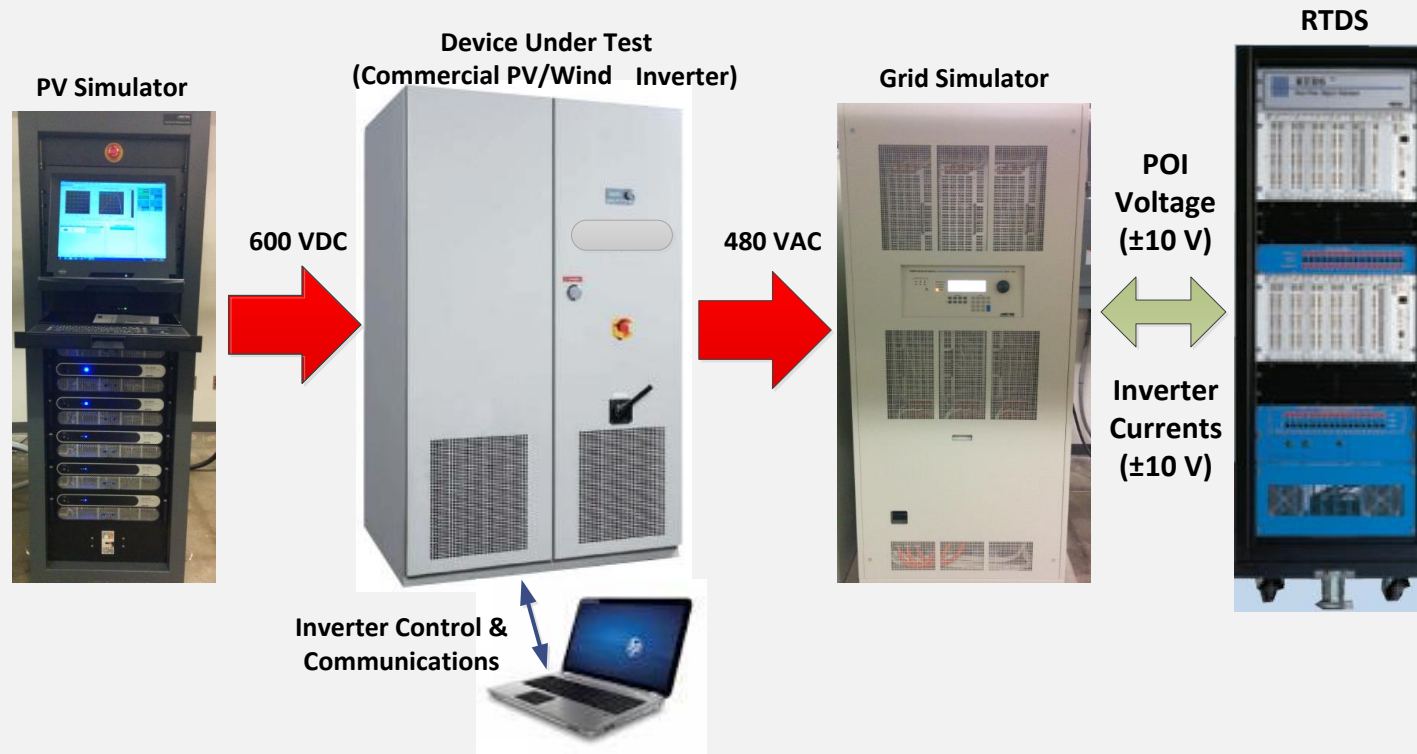 RTDS
Device Under Test
(Commercial PV/Wind Inverter)
PV Simulator
Grid Simulator
POI
Voltage
(±10 V)
600 VDC
480 VAC
Inverter
Currents
(±10 V)
Inverter Control &
Communications